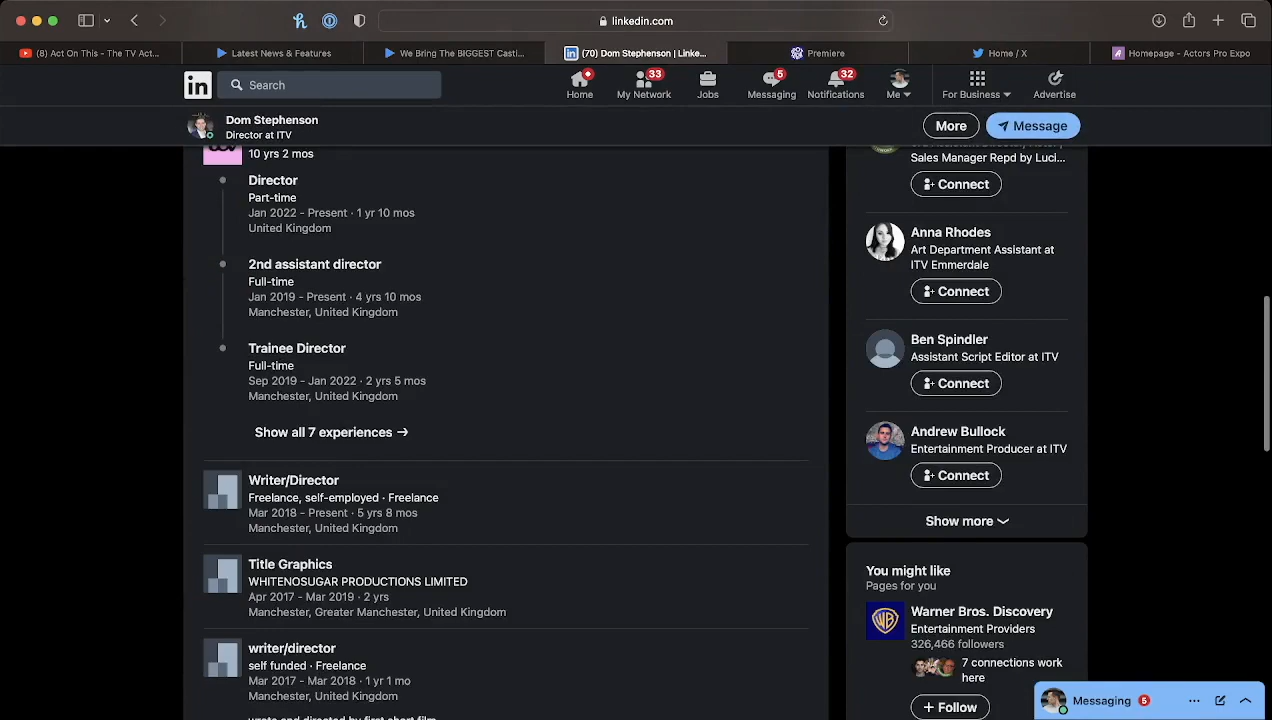 linkedin.com
(8) Act On This - The TV Act...
Latest News & Features
We Bring The BIGGEST Casti...
(70) Dom Stephenson | Linke...
Premiere
Home / X
Homepage - Actors Pro Expo
in
Search
Home
33
My Network
Jobs
5
Messaging
32
Notifications
Me
For Business
Advertise
Dom Stephenson
Director at ITV
More
Message
10 yrs 2 mos
Director
Part-time
Jan 2022 - Present · 1 yr 10 mos
United Kingdom
2nd assistant director
Full-time
Jan 2019 - Present · 4 yrs 10 mos
Manchester, United Kingdom
Trainee Director
Full-time
Sep 2019 - Jan 2022 · 2 yrs 5 mos
Manchester, United Kingdom
Show all 7 experiences →
Writer/Director
Freelance, self-employed · Freelance
Mar 2018 - Present · 5 yrs 8 mos
Manchester, United Kingdom
Title Graphics
WHITENOSUGAR PRODUCTIONS LIMITED
Apr 2017 - Mar 2019 · 2 yrs
Manchester, Greater Manchester, United Kingdom
writer/director
self funded · Freelance
Mar 2017 - Mar 2018 · 1 yr 1 mo
Manchester, United Kingdom
wrote and directed by first short film
Sales Manager Repd by Luci...
Connect
Anna Rhodes
Art Department Assistant at
ITV Emmerdale
Connect
Ben Spindler
Assistant Script Editor at ITV
Connect
Andrew Bullock
Entertainment Producer at ITV
Connect
Show more
You might like
Pages for you
Warner Bros. Discovery
Entertainment Providers
326,466 followers
7 connections work
here
+ Follow
Messaging 5